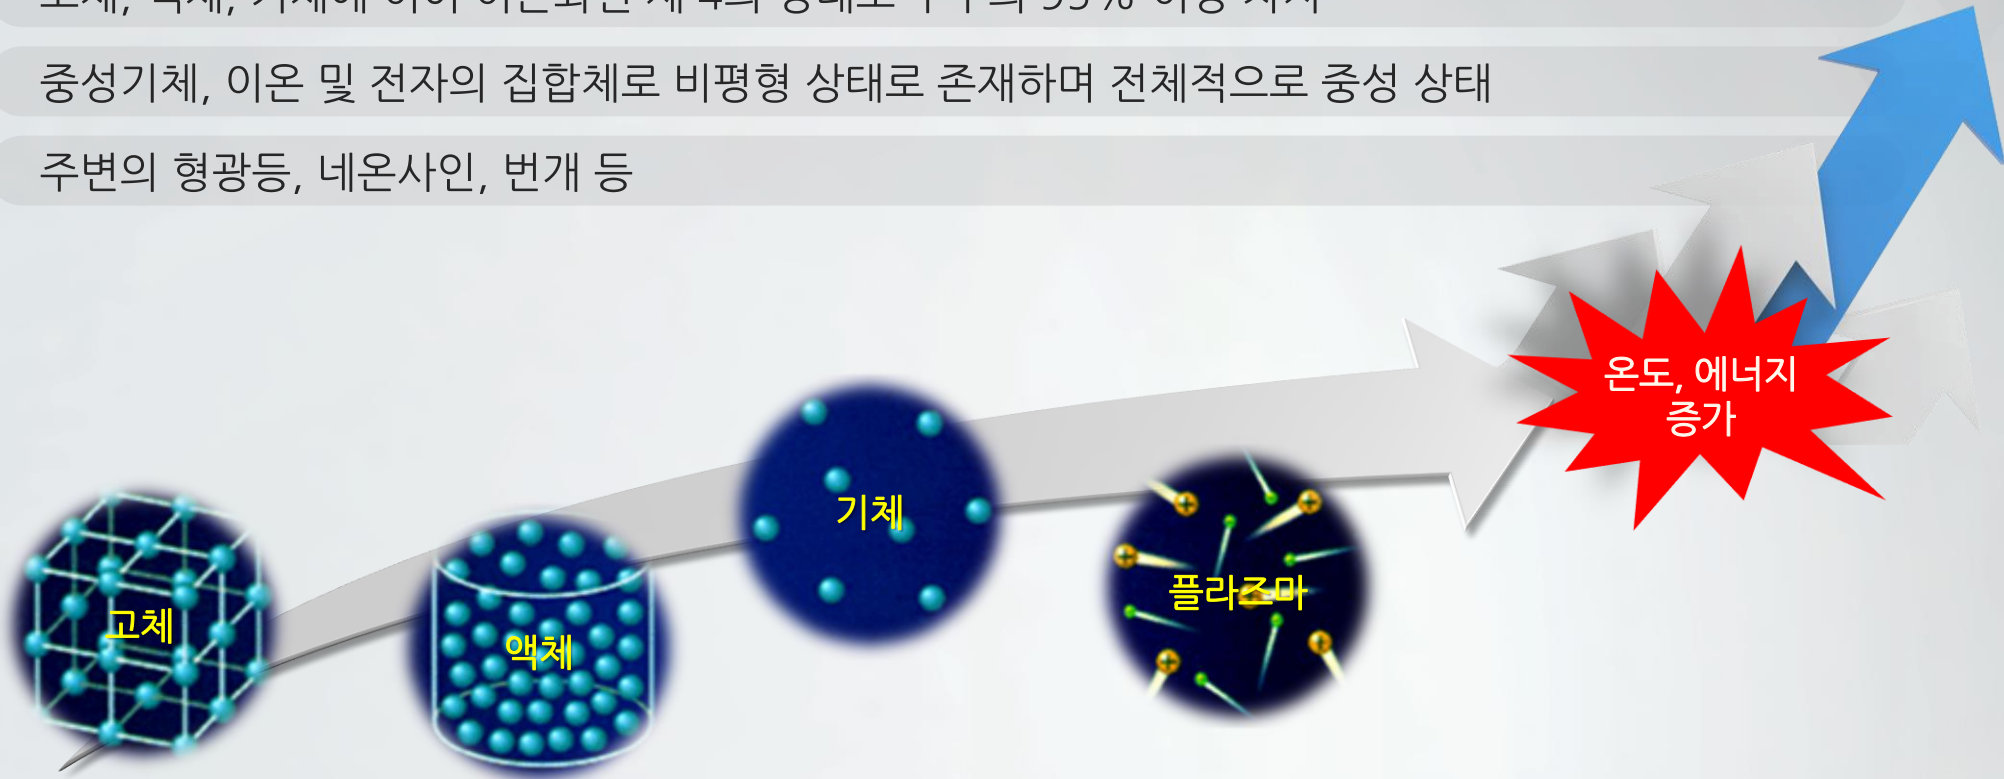 중성기체, 이온 및 전자의 집합체로 비평형 상태로 존재하며 전체적으로 중성 상태
주변의 형광등, 네온사인, 번개 등
온도, 에너지
증가
기체
플라즈마
고체
액체